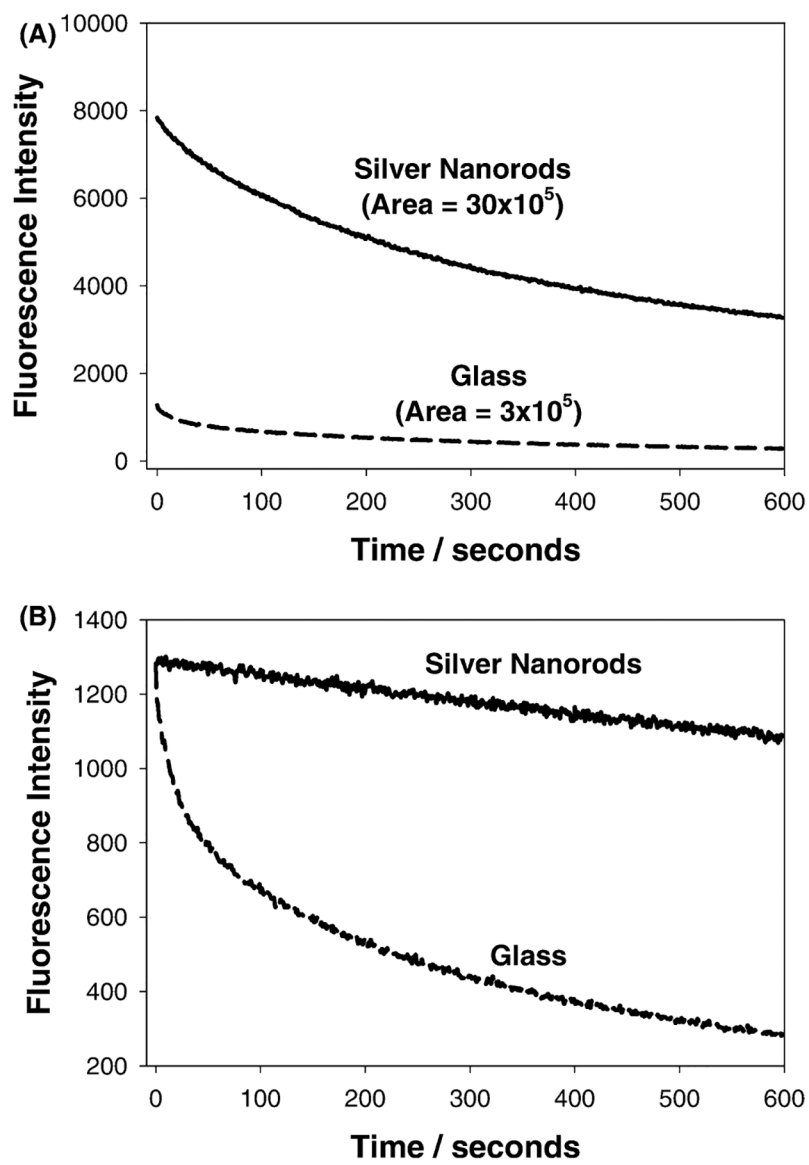 (A)
10000
8000
6000
4000
2000
0
Fluorescence Intensity
Silver Nanorods
(Area = 30x10⁵)
Glass
(Area = 3x10⁵)
0 100 200 300 400 500 600
Time / seconds
(B)
1400
1200
1000
800
600
400
200
Fluorescence Intensity
Silver Nanorods
Glass
0 100 200 300 400 500 600
Time / seconds